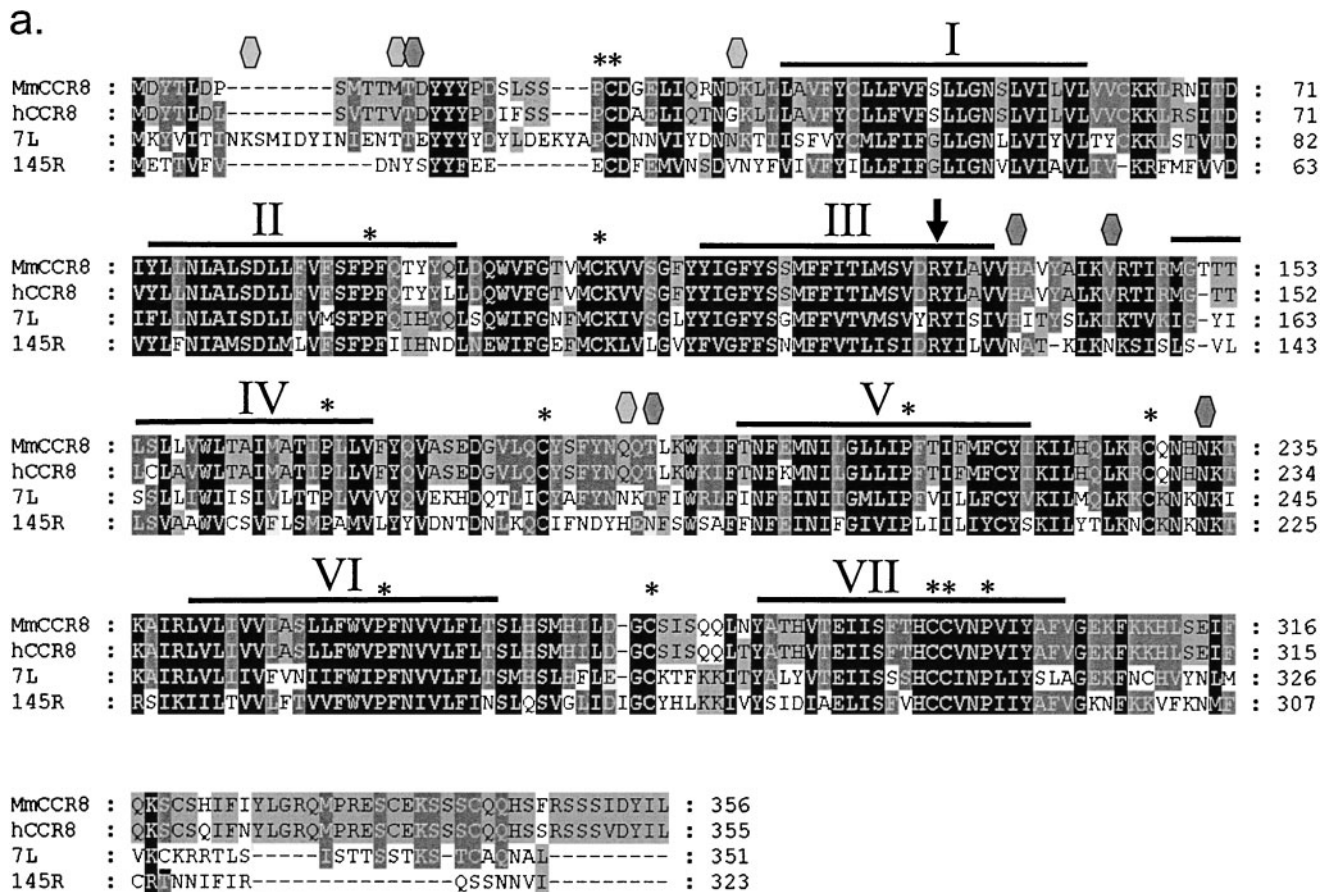 a.
** I
MmCCR8 : MDYTLDP---------SMTTMTDYYYPDSLSS---PCDGELIQRNDKLLLAVFYCLLFVFSLLGNSLVILVLVVCKKLRNITD : 71
hCCR8 : MDYTLDL---------SVTTVTDYYYPDIFSS---PCDAELIQTNGKLLLAVFYCLLFVFSLLGNSLVILVLVVCKKLRSITD : 71
7L : MKYVITINKSMIDYINIENTTEYYYDYLDEKYAPCDNNVIYDNNKTLISFVYCMLFIFGLLGNLLVIYVLTYCKKLSTVTD : 82
145R : METTVFV----------DNYSYYFEE-----ECDFEMVNSDVNYFVIVFYILLFIFGLIGNVLVIAVLIV-KRFMFVVD : 63
II * * III
MmCCR8 : IYLLNLALSDLLFVFSFPFQTYYQLDQWVFGTVMCKVVSGFYYIGFYSSMFFITLMSVDRYLAVVHAVYAIKVRTIRMGTTT : 153
hCCR8 : VYLLNLALSDLLFVFSFPFQTYYLLDQWVFGTVMCKVVSGFYYIGFYSSMFFITLMSVDRYLAVVHAVYALKVRTIRMG-TT : 152
7L : IFLLNLAISDLLFVMSFPFQIHYQLSQWIFGNFMCKIVSGLYYIGFYSGMFFVTVMSVYRYISIVHITYSLKIKTVKIG-YI : 163
145R : VYLFNIAMSDLMLVFSFPFIIHNDLNEWIFGEFMCKLVLGVYFVGFFSNMFFVTLISIDRYILVVNAT-KIKNKSISLS-VL : 143
IV * * V * *
MmCCR8 : LSLLVWLTAIMATIPLLVFYQVASEDGVLQCYSFYNQQTLKWKIFTNFEMNILGLLIPFTIFMFCYIKILHQLKRCQNHNKT : 235
hCCR8 : LCLAVWLTAIMATIPLLVFYQVASEDGVLQCYSFYNQQTLKWKIFTNFKMNILGLLIPFTIFMFCYIKILHQLKRCQNHNKT : 234
7L : SSLLIWIISIVLTTPLVVVYQVEKHDQTLICYAFYNNKTFIWRLFINFEINIIGMLIPEVILLFCYVKILMQLKKCKNKNKI : 245
145R : LSVAAWVCSVFLSMPAMVLYYVDNTDNLKQCIFNDYHENFSWSAFFNFEINIFGIVIPLIILIYCYSKILYTLKNCKNKNKT : 225
VI * * VII ** *
MmCCR8 : KAIRLVLIVVIASLLFWVPFNVVLFLTSLHSMHILD-GCSISQQLNYATHVTEIISFTHCCVNPVIYAFVGEKFKKHLSEIF : 316
hCCR8 : KAIRLVLIVVIASLLFWVPFNVVLFLTSLHSMHILD-GCSISQQLTYATHVTEIISFTHCCVNPVIYAFVGEKFKKHLSEIF : 315
7L : KAIRLVLIIVFVNIIFWIPFNVVLFLTSMHSLHFLE-GCKTFKKITYALYVTEIISSSHCCINPLIYSLAGEKFNCHVYNLM : 326
145R : RSIKIILTVVLFTVVFWVPFNIVLFINSLQSVGLIDIGCYHLKKIVYSIDIAELISFVHCCVNPIIYAFVGKNFKKVFKNMF : 307
MmCCR8 : QKSCSHIFIYLGRQMPRESCEKSSSCQQHSFRSSSIDYIL : 356
hCCR8 : QKSCSQIFNYLGRQMPRESCEKSSSCQQHSSRSSSVDYIL : 355
7L : VKCKRRTLS-----ISTTSSTKS-TCAQNAL--------- : 351
145R : CRTNNIFIR---------------QSSNNVI--------- : 323